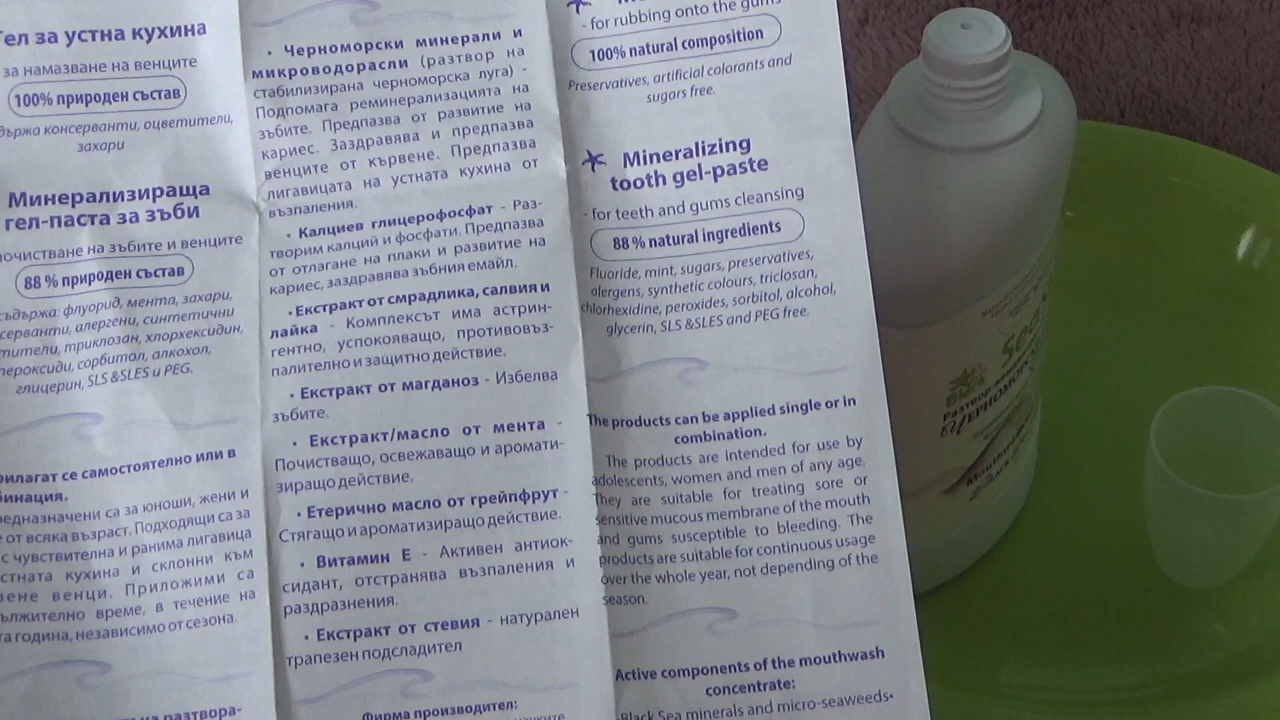 Гел за устна кухина
за намазване на венците
100% природен състав
консерванти, оцветители,
захари
Минерализираща
гел-паста за зъби
почистване на зъбите и венците
88 % природен състав
флуорид, мента, захари,
алергени, синтетични
триклозан, хлорхексидин,
пероксиди, сорбитол, алкохол,
глицерин, SLS &SLES и PEG.
се самостоятелно или в
са за юноши, жени и
от всяка възраст. Подходящи са за
с чувствителна и ранима лигавица
кухина и склонни към
венци. Приложими са
време, в течение на
година, независимо от сезона.
• Черноморски минерали и
микроводорасли (разтвор на
стабилизирана черноморска луга) -
Подпомага реминерализацията на
зъбите. Предпазва от развитие на
кариес. Заздравява и предпазва
венците от кървене. Предпазва
лигавицата на устната кухина от
възпаления.
• Калциев глицерофосфат - Раз-
творим калций и фосфати. Предпазва
от отлагане на плаки и развитие на
кариес, заздравява зъбния емайл.
• Екстракт от смрадлика, салвия и
лайка - Комплексът има астрин-
гентно, успокояващо, противовъз-
палително и защитно действие.
• Екстракт от магданоз - Избелва
зъбите.
• Екстракт/масло от мента -
Почистващо, освежаващо и аромати-
зиращо действие.
• Етерично масло от грейпфрут -
Стягащо и ароматизиращо действие.
• Витамин Е - Активен антиок-
сидант, отстранява възпаления и
раздразнения.
• Екстракт от стевия - натурален
трапезен подсладител
Фирма производител:
- for rubbing onto the gums
100% natural composition
Preservatives, artificial colorants and
sugars free.
Mineralizing
tooth gel-paste
- for teeth and gums cleansing
88 % natural ingredients
Fluoride, mint, sugars, preservatives,
alergens, synthetic colours, triclosan,
chlorhexidine, peroxides, sorbitol, alcohol,
glycerin, SLS &SLES and PEG free.
The products can be applied single or in
combination.
The products are intended for use by
adolescents, women and men of any age.
They are suitable for treating sore or
sensitive mucous membrane of the mouth
and gums susceptible to bleeding. The
products are suitable for continuous usage
over the whole year, not depending of the
season.
Active components of the mouthwash
concentrate:
Black Sea minerals and micro-seaweeds•
Sea
Разтвор